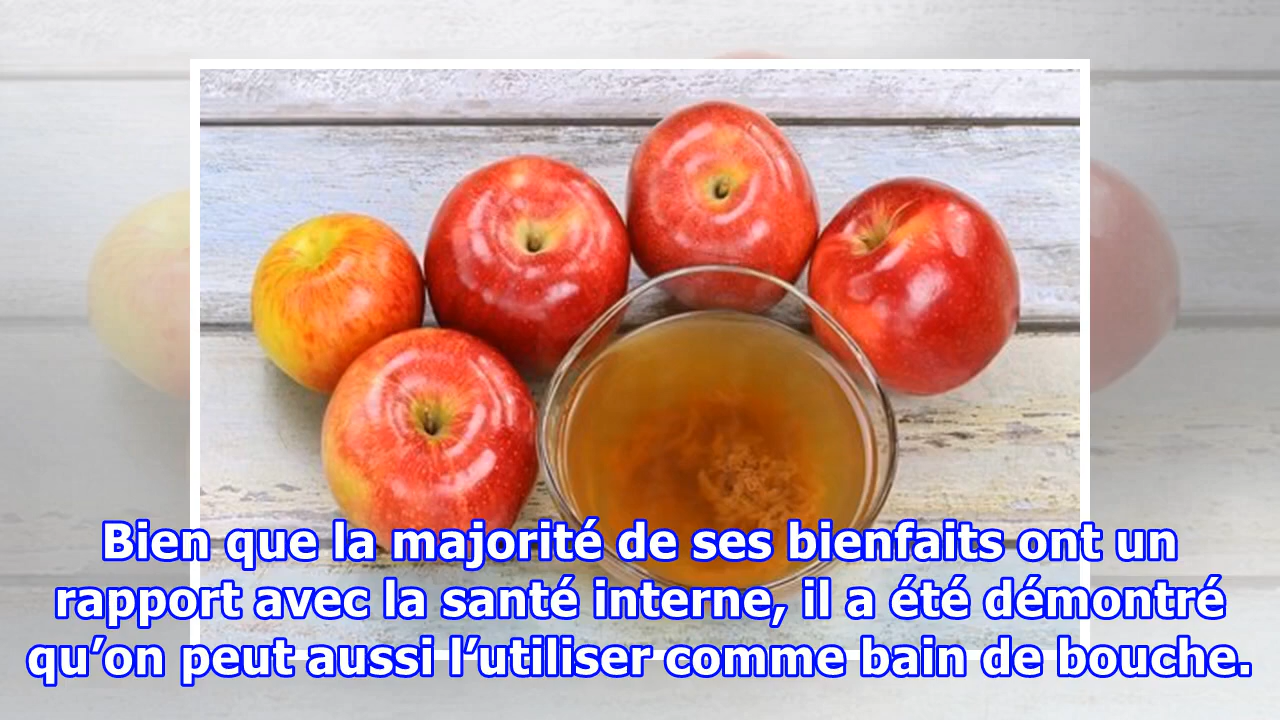 Bien que la majorité de ses bienfaits ont un
rapport avec la santé interne, il a été démontré
qu’on peut aussi l’utiliser comme bain de bouche.